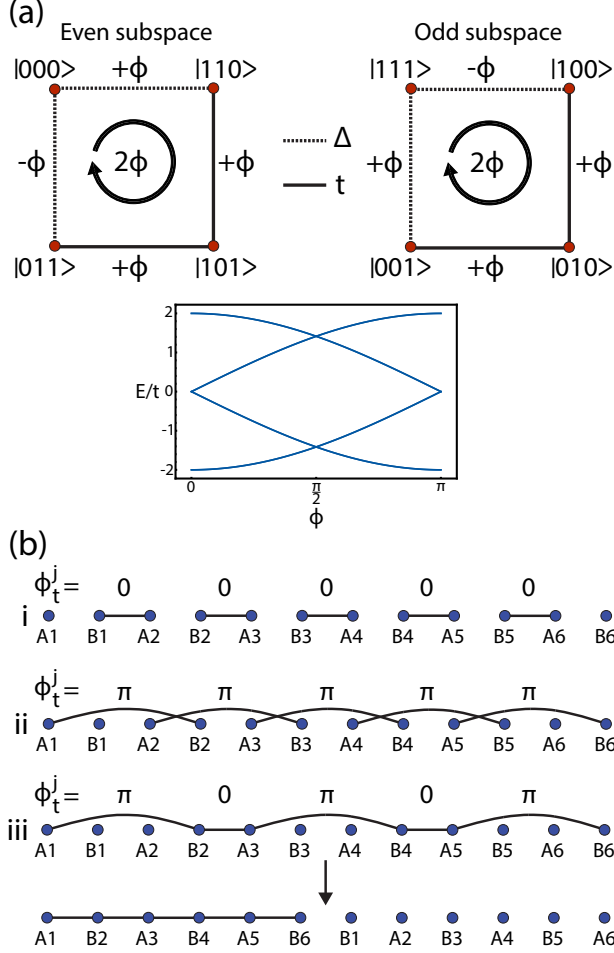 (a)
Even subspace
Odd subspace
|000> +ϕ |110>
|111> -ϕ |100>
-ϕ 2ϕ +ϕ
Δ
t
+ϕ 2ϕ +ϕ
|011> +ϕ |101>
|001> +ϕ |010>
2
1
E/t 0
-1
-2
0 π/2 π
ϕ
(b)
ϕ_t^j = 0 0 0 0 0
i
A1 B1 A2 B2 A3 B3 A4 B4 A5 B5 A6 B6
ϕ_t^j = π π π π π
ii
A1 B1 A2 B2 A3 B3 A4 B4 A5 B5 A6 B6
ϕ_t^j = π 0 π 0 π
iii
A1 B1 A2 B2 A3 B3 A4 B4 A5 B5 A6 B6
A1 B2 A3 B4 A5 B6 B1 A2 B3 A4 B5 A6